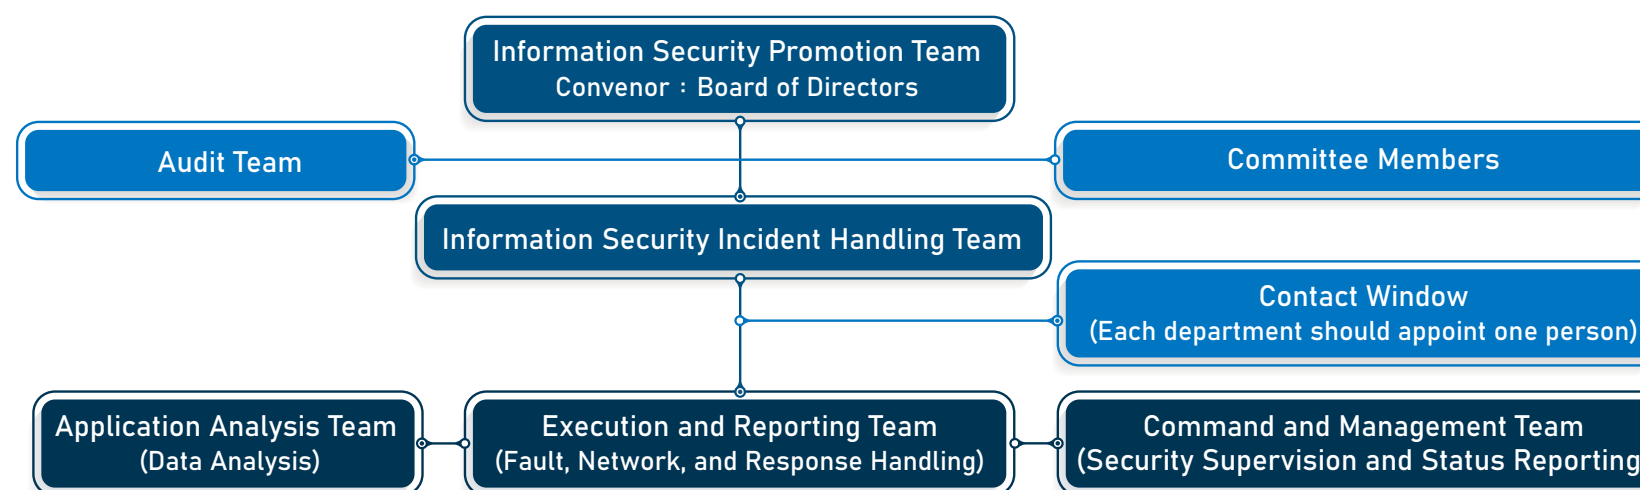 Information Security Promotion Team
Convenor：Board of Directors
Audit Team
Committee Members
Information Security Incident Handling Team
Contact Window
(Each department should appoint one person)
Application Analysis Team
(Data Analysis)
Execution and Reporting Team
(Fault, Network, and Response Handling)
Command and Management Team
(Security Supervision and Status Reporting